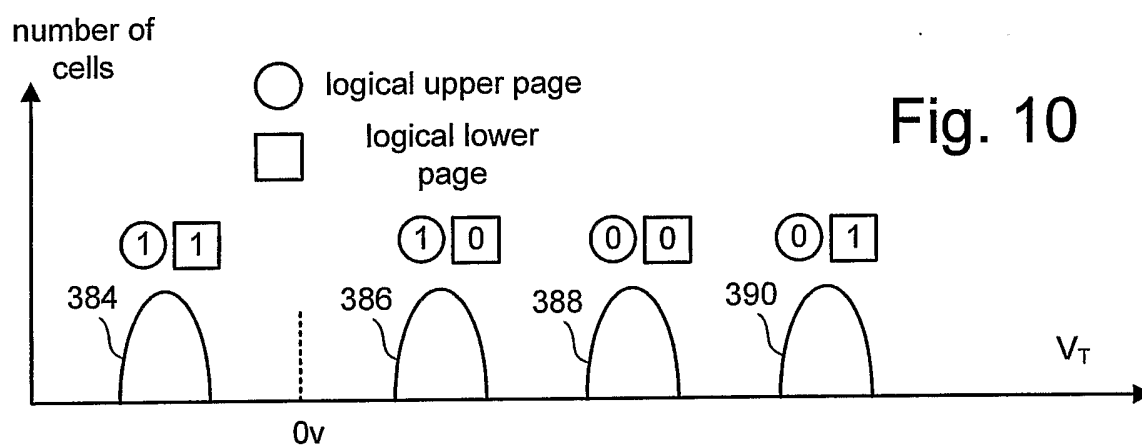 number of
cells
logical upper page
logical lower
page
Fig. 10
1 1
1 0
0 0
0 1
384
386
388
390
V_T
0v